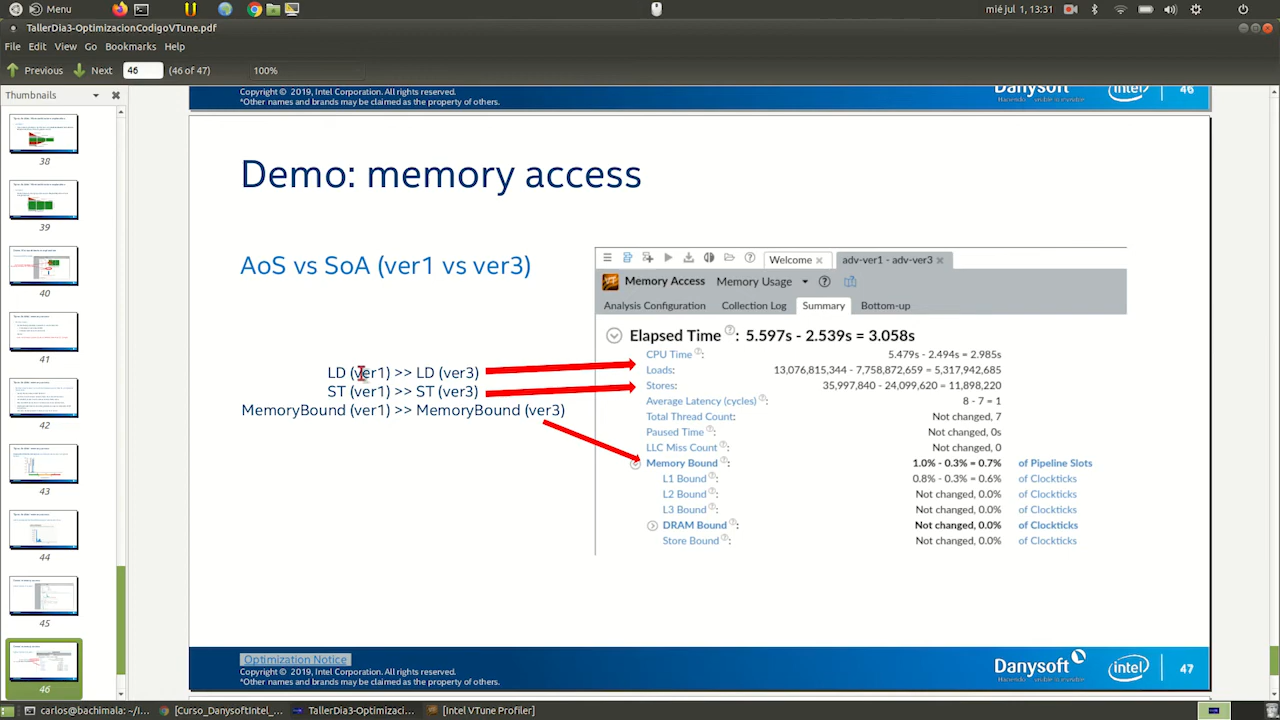 Menu
mié jul 1, 13:31
TallerDia3-OptimizacionCodigoVTune.pdf
File Edit View Go Bookmarks Help
Previous Next 46 (46 of 47) 100%
Thumbnails
38
39
40
41
42
43
44
45
46
Copyright © 2019, Intel Corporation. All rights reserved.
*Other names and brands may be claimed as the property of others.
Danysoft
Haciendo visible lo invisible
intel
46
Demo: memory access
AoS vs SoA (ver1 vs ver3)
LD (ver1) >> LD (ver3)
ST (ver1) >> ST (ver3)
MemoryBound (ver1) >> MemoryBound (ver3)
Welcome × adv-ver1 - adv-ver3 ×
Memory Access Memory Usage
Analysis Configuration Collection Log Summary Bottom-up
Elapsed Time ?: 5.597s - 2.539s = 3.058s
CPU Time ?: 5.479s - 2.494s = 2.985s
Loads: 13,076,815,344 - 7,758,872,659 = 5,317,942,685
Stores: 35,997,840 - 24,099,620 = 11,898,220
Average Latency (cycles) ?: 8 - 7 = 1
Total Thread Count: Not changed, 7
Paused Time ?: Not changed, 0s
LLC Miss Count ?: Not changed, 0
Memory Bound ?: 1.0% - 0.3% = 0.7% of Pipeline Slots
L1 Bound ?: 0.8% - 0.3% = 0.6% of Clockticks
L2 Bound ?: Not changed, 0.0% of Clockticks
L3 Bound ?: Not changed, 0.0% of Clockticks
DRAM Bound ?: Not changed, 0.0% of Clockticks
Store Bound ?: Not changed, 0.0% of Clockticks
Optimization Notice
Copyright © 2019, Intel Corporation. All rights reserved.
*Other names and brands may be claimed as the property of others.
Danysoft
Haciendo visible lo invisible
intel
47
carlos@bachimala: ~/I... [Curso_DanysoftIntel_... TallerDia3-Optimizaci... [Intel VTune Profiler]